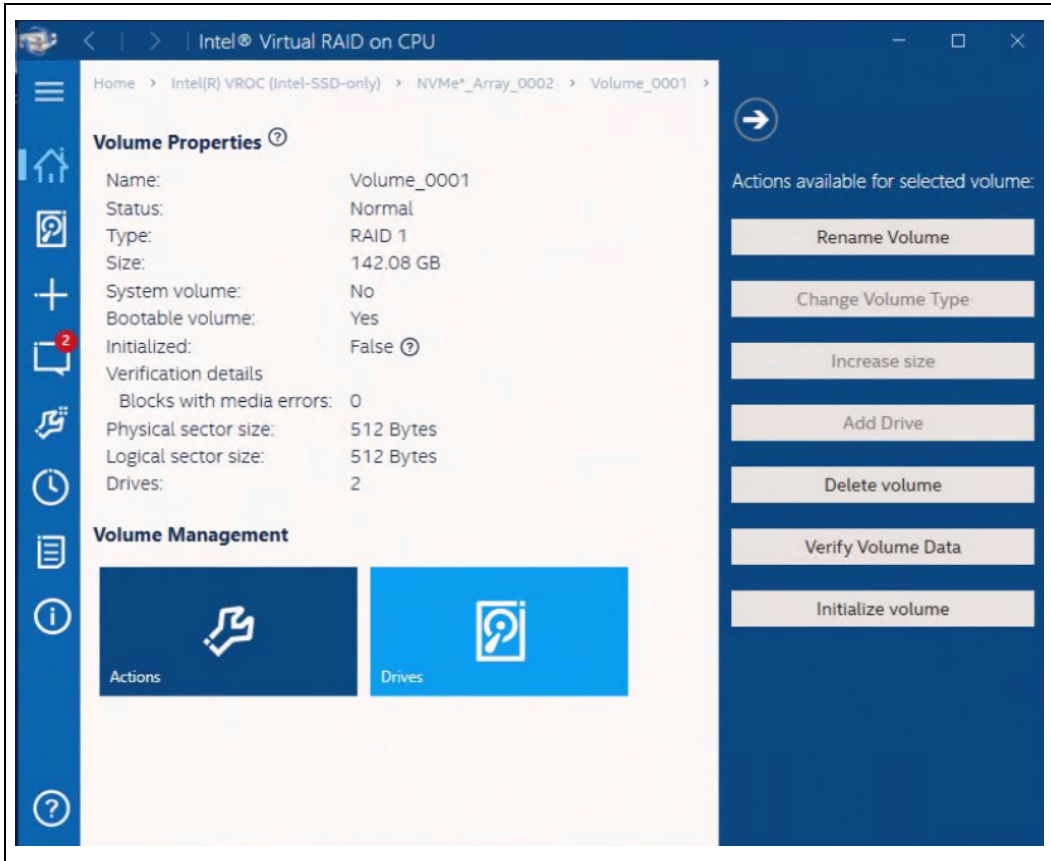 Intel® Virtual RAID on CPU
Home > Intel(R) VROC (Intel-SSD-only) > NVMe*_Array_0002 > Volume_0001 >
Volume Properties ?
Name: Volume_0001
Status: Normal
Type: RAID 1
Size: 142.08 GB
System volume: No
Bootable volume: Yes
Initialized: False ?
Verification details
Blocks with media errors: 0
Physical sector size: 512 Bytes
Logical sector size: 512 Bytes
Drives: 2
Volume Management
Actions
Drives
2
Actions available for selected volume:
Rename Volume
Change Volume Type
Increase size
Add Drive
Delete volume
Verify Volume Data
Initialize volume